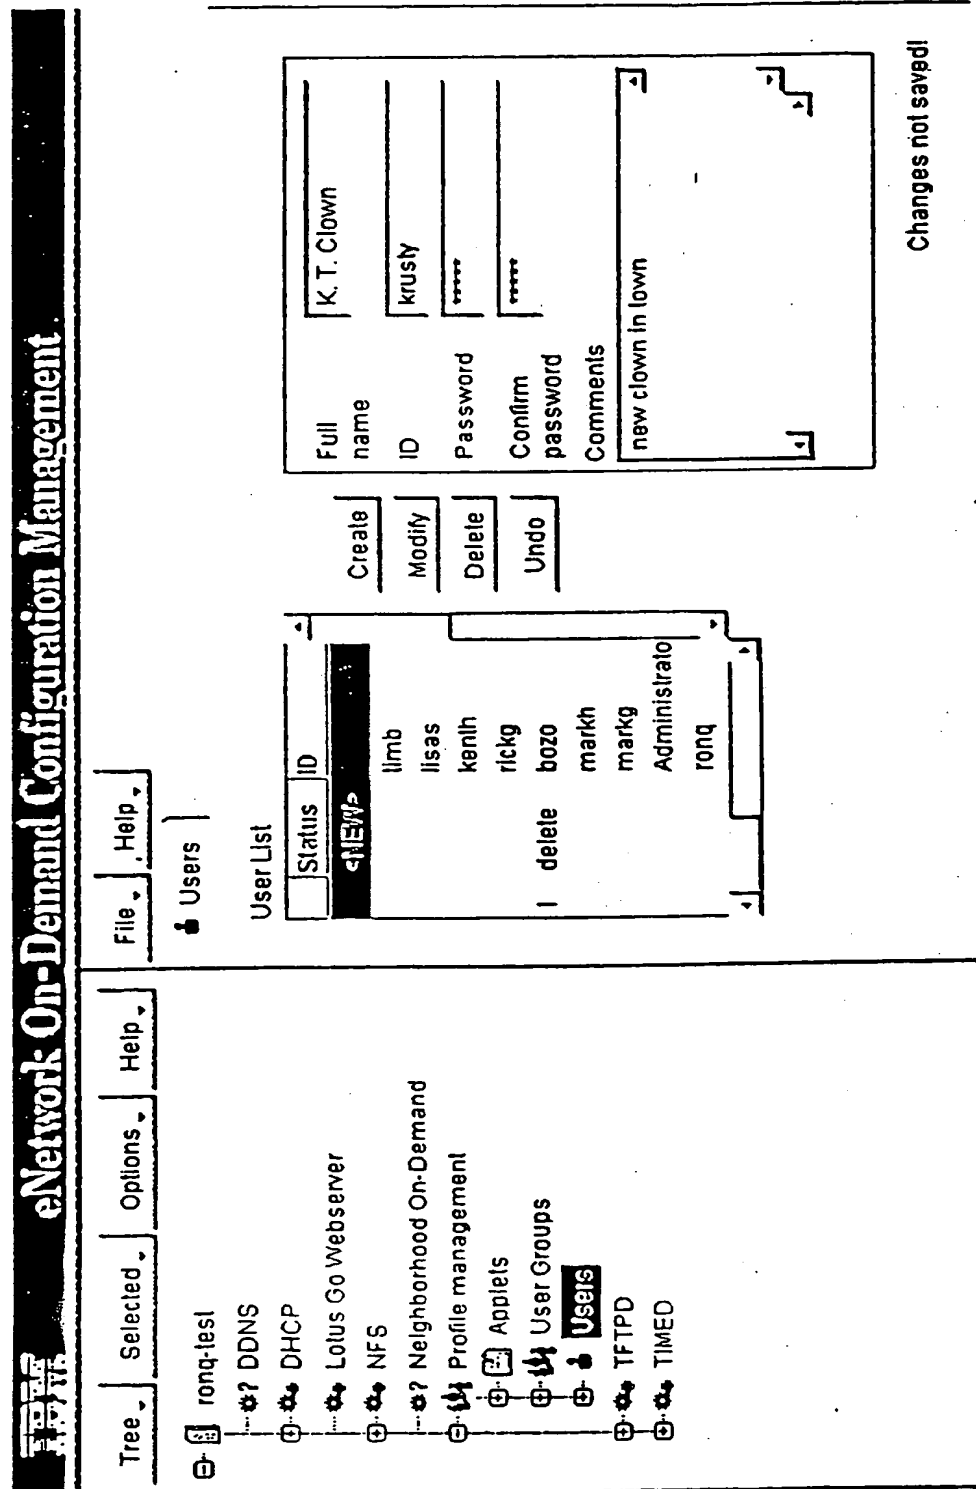 IBM eNetwork On-Demand Configuration Management
Tree Selected Options Help
ronq-test
? DDNS
DHCP
Lotus Go Webserver
NFS
? Neighborhood On-Demand
Profile management
Applets
User Groups
Users
TFTPD
TIMED
File Help
Users
User List
Status ID
<NEW>
timb
lisas
kenth
rickg
I delete bozo
markh
markg
Administrato
ronq
Create
Modify
Delete
Undo
Full name K. T. Clown
ID krusty
Password *****
Confirm password *****
Comments
new clown in town
Changes not saved!